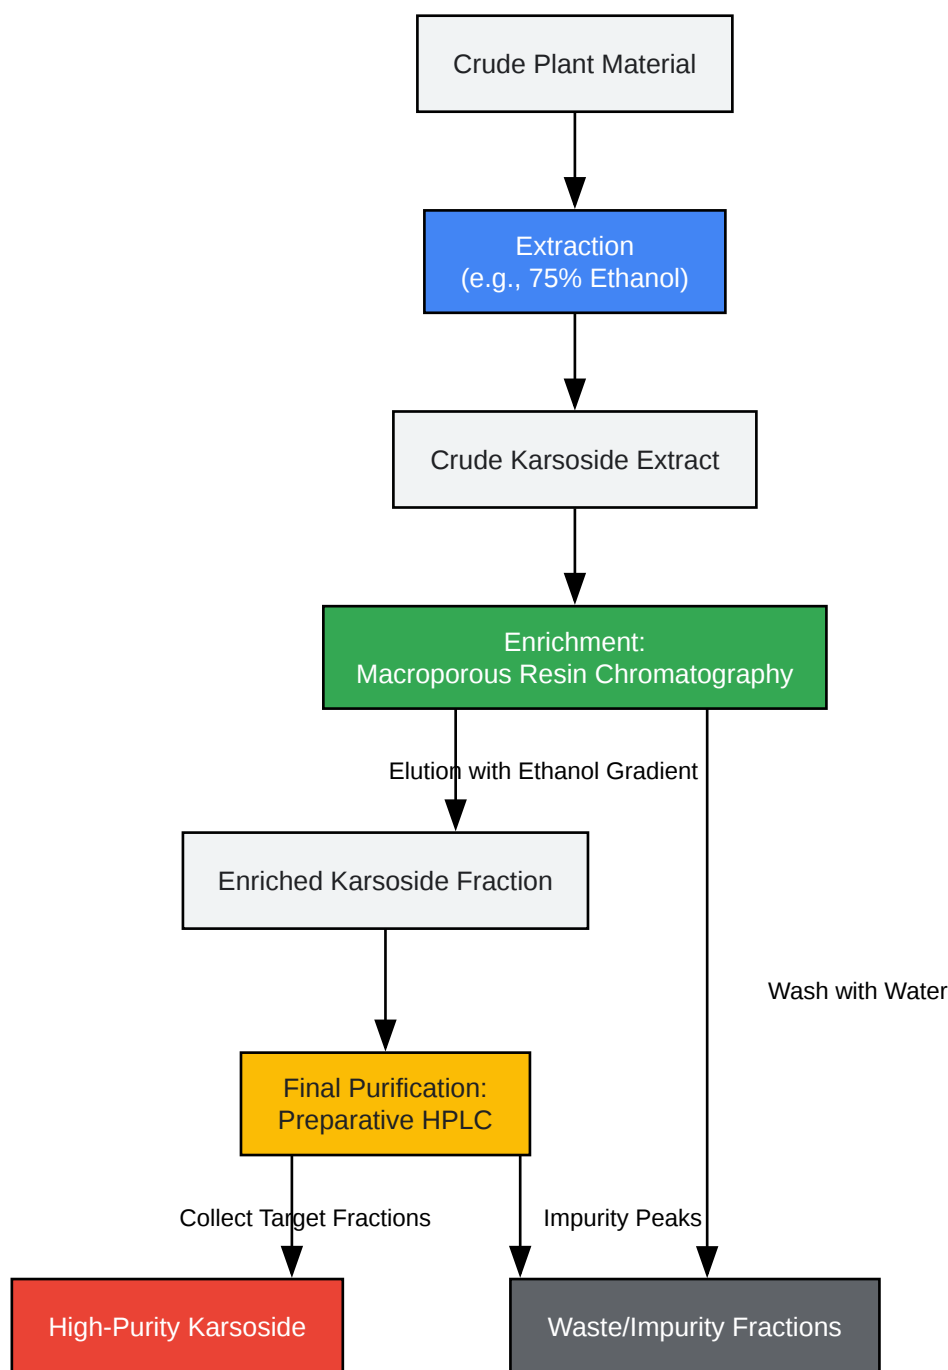 Crude Plant Material
Extraction
(e.g., 75% Ethanol)
Crude Karsoside Extract
Enrichment:
Macroporous Resin Chromatography
Elution with Ethanol Gradient
Enriched Karsoside Fraction
Wash with Water
Final Purification:
Preparative HPLC
Collect Target Fractions
Impurity Peaks
High-Purity Karsoside
Waste/Impurity Fractions